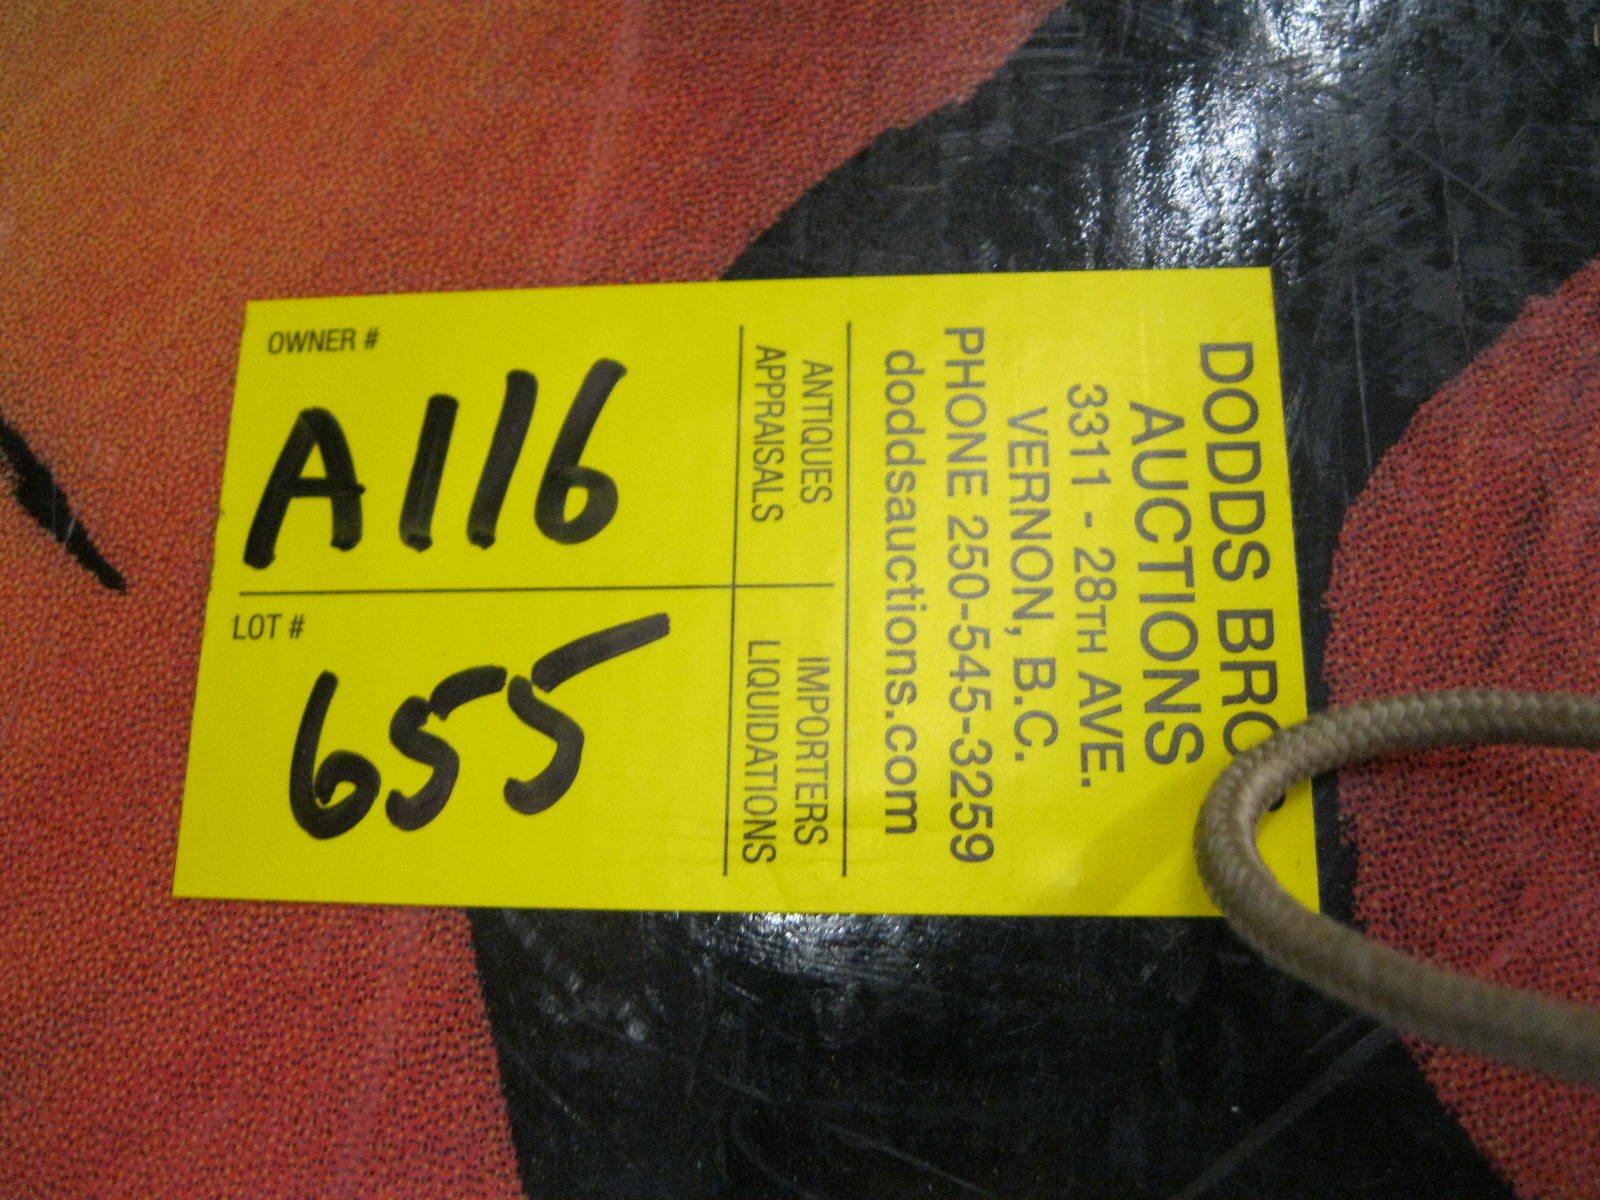 DODDS BROS
AUCTIONS
3311 - 28TH AVE.
VERNON, B.C.
PHONE 250-545-3259
doddsauctions.com
ANTIQUES
APPRAISALS
IMPORTERS
LIQUIDATIONS
OWNER #
A116
LOT #
655